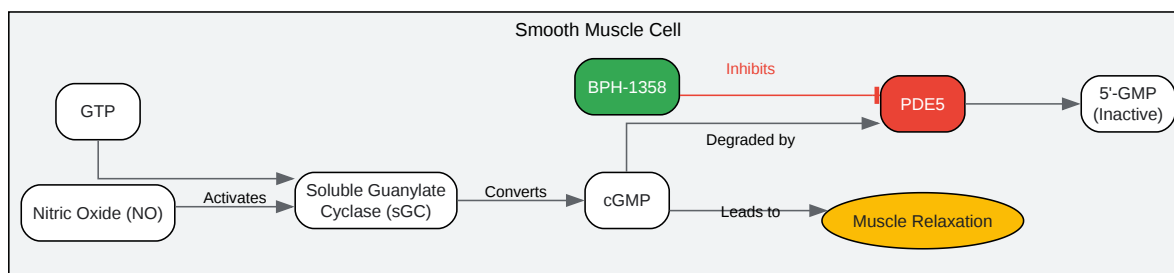 Smooth Muscle Cell
Inhibits
BPH-1358
GTP
PDE5
5'-GMP
(Inactive)
Degraded by
Nitric Oxide (NO)
Activates
Soluble Guanylate
Cyclase (sGC)
Converts
cGMP
Leads to
Muscle Relaxation